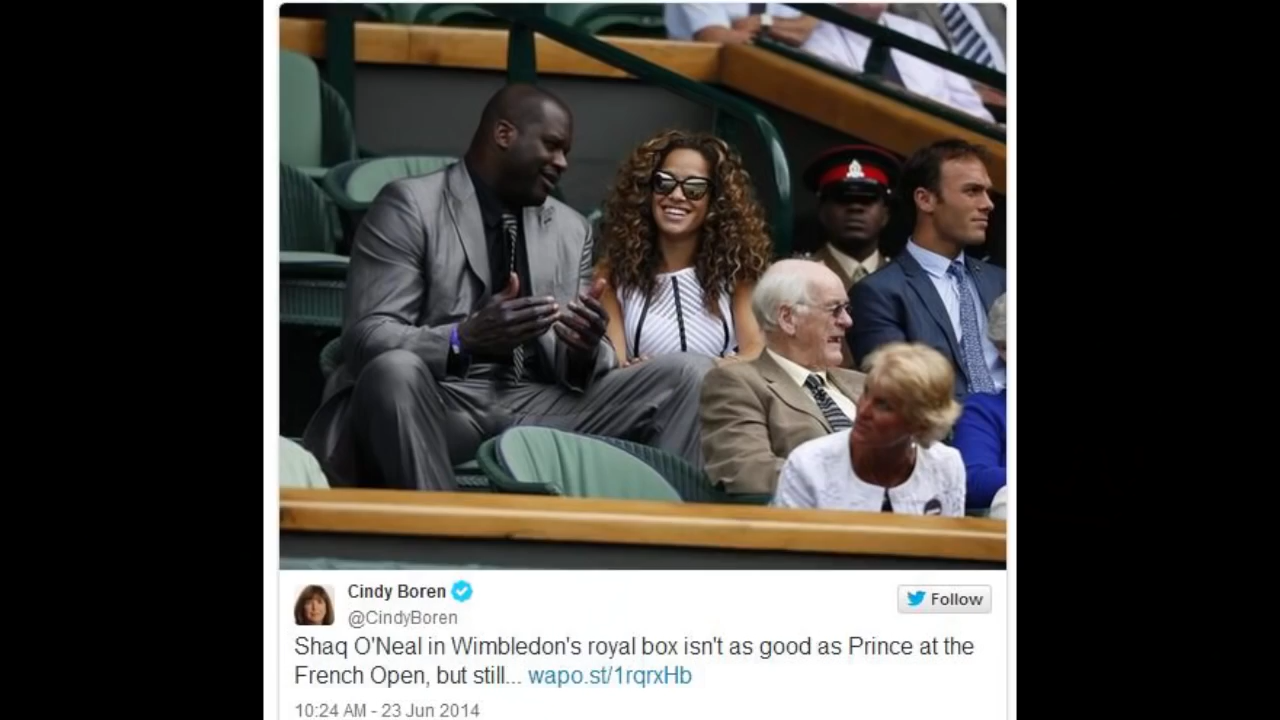 Cindy Boren
Follow
@CindyBoren
Shaq O'Neal in Wimbledon's royal box isn't as good as Prince at the
French Open, but still... wapo.st/1rqrxHb
10:24 AM - 23 Jun 2014